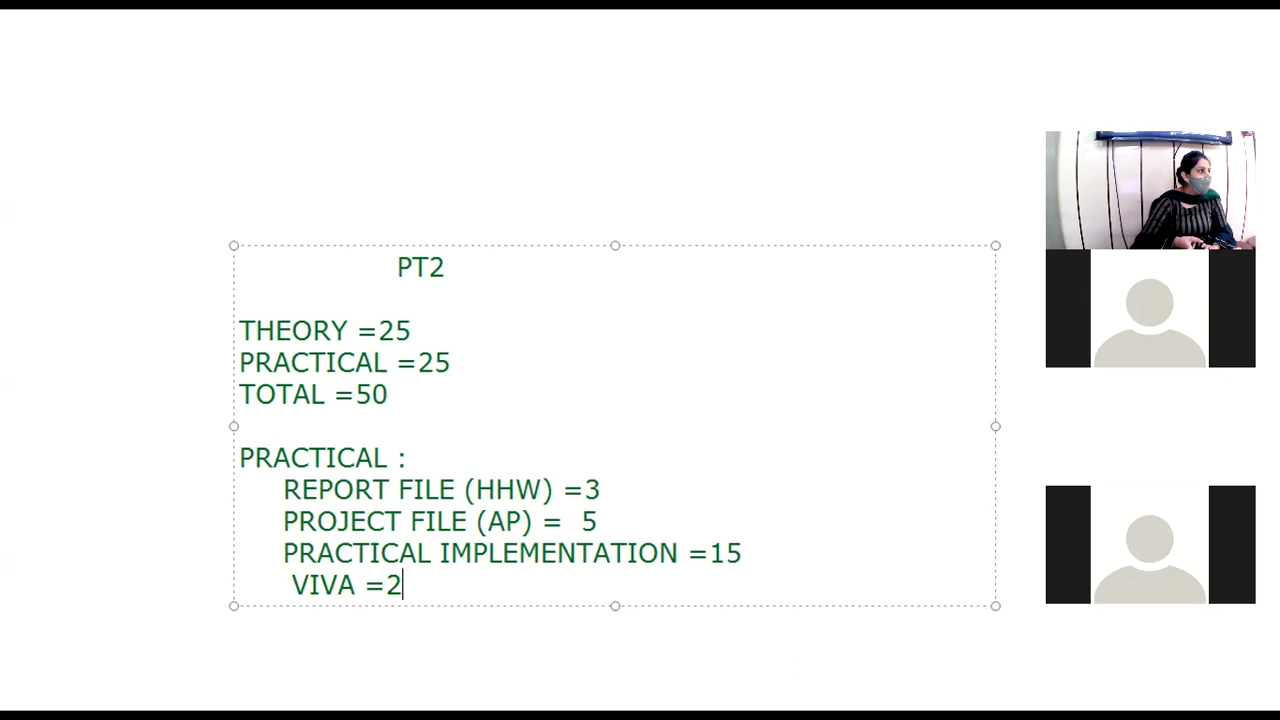 PT2
THEORY =25
PRACTICAL =25
TOTAL =50
PRACTICAL :
REPORT FILE (HHW) =3
PROJECT FILE (AP) =  5
PRACTICAL IMPLEMENTATION =15
VIVA =2